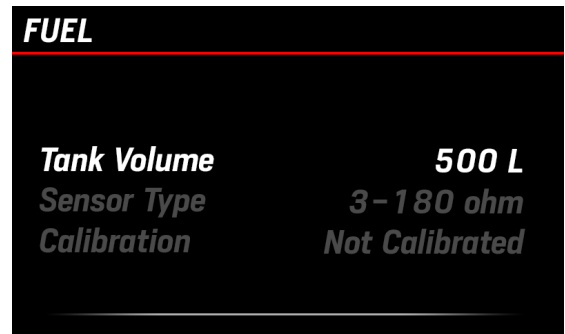 FUEL
Tank Volume 500 L
Sensor Type 3-180 ohm
Calibration Not Calibrated